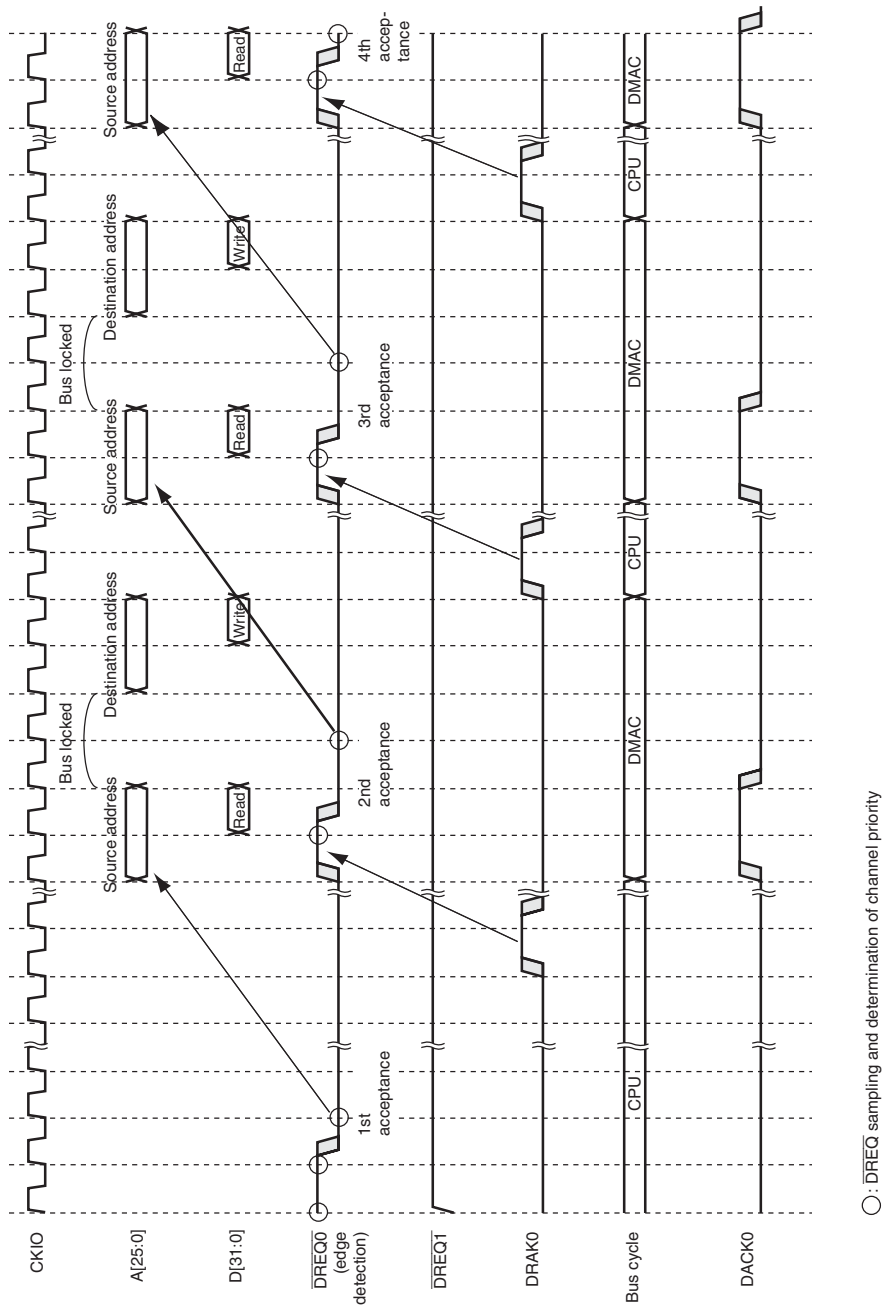 CKIO
Bus locked
Bus locked
Source address
Destination address
Source address
Destination address
Source address
A[25:0]
D[31:0]
Read
Write
Read
Write
Read
DREQ0
(edge
detection)
1st
acceptance
2nd
acceptance
3rd
acceptance
4th
accep-
tance
DREQ1
DRAK0
Bus cycle
CPU
DMAC
CPU
DMAC
CPU
DMAC
DACK0
○: DREQ sampling and determination of channel priority